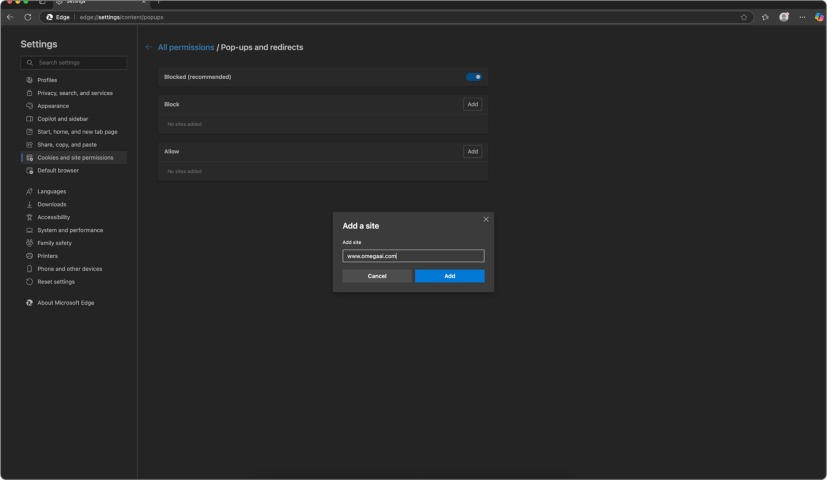 Settings
Edge | edge://settings/content/popups
Settings
Search settings
Profiles
Privacy, search, and services
Appearance
Copilot and sidebar
Start, home, and new tab page
Share, copy, and paste
Cookies and site permissions
Default browser
Languages
Downloads
Accessibility
System and performance
Family safety
Printers
Phone and other devices
Reset settings
About Microsoft Edge
All permissions / Pop-ups and redirects
Blocked (recommended)
Block
Add
No sites added
Allow
Add
No sites added
Add a site
Add site
www.omegaai.com
Cancel
Add